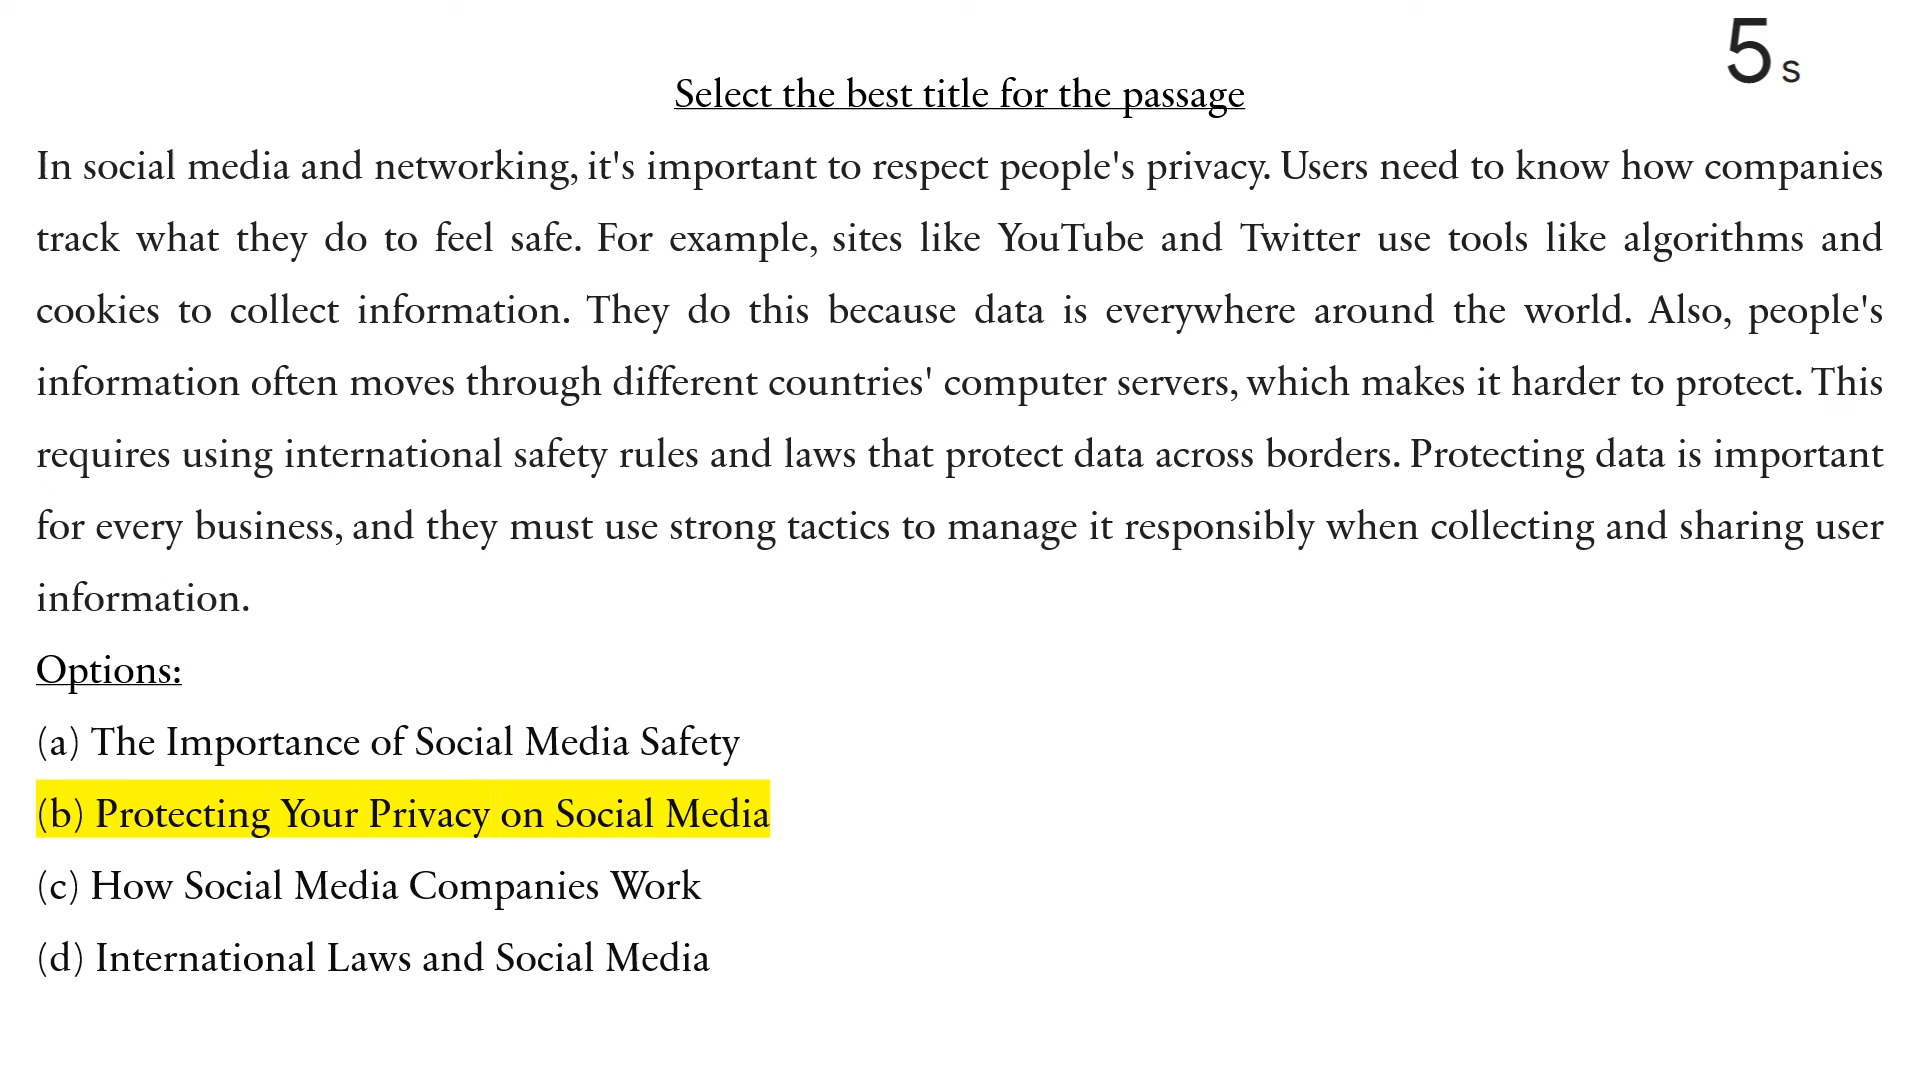 5 s
Select the best title for the passage
In social media and networking, it's important to respect people's privacy. Users need to know how companies
track what they do to feel safe. For example, sites like YouTube and Twitter use tools like algorithms and
cookies to collect information. They do this because data is everywhere around the world. Also, people's
information often moves through different countries' computer servers, which makes it harder to protect. This
requires using international safety rules and laws that protect data across borders. Protecting data is important
for every business, and they must use strong tactics to manage it responsibly when collecting and sharing user
information.
Options:
(a) The Importance of Social Media Safety
(b) Protecting Your Privacy on Social Media
(c) How Social Media Companies Work
(d) International Laws and Social Media